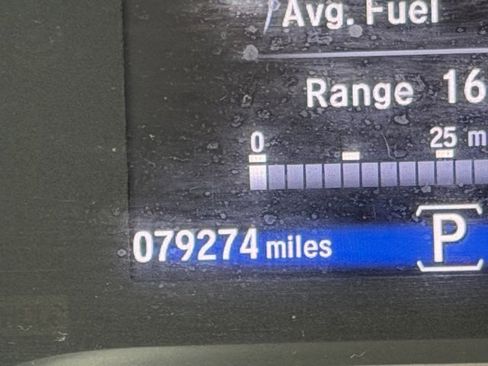 Avg. Fuel
Range 16
0 25 m
079274 miles P